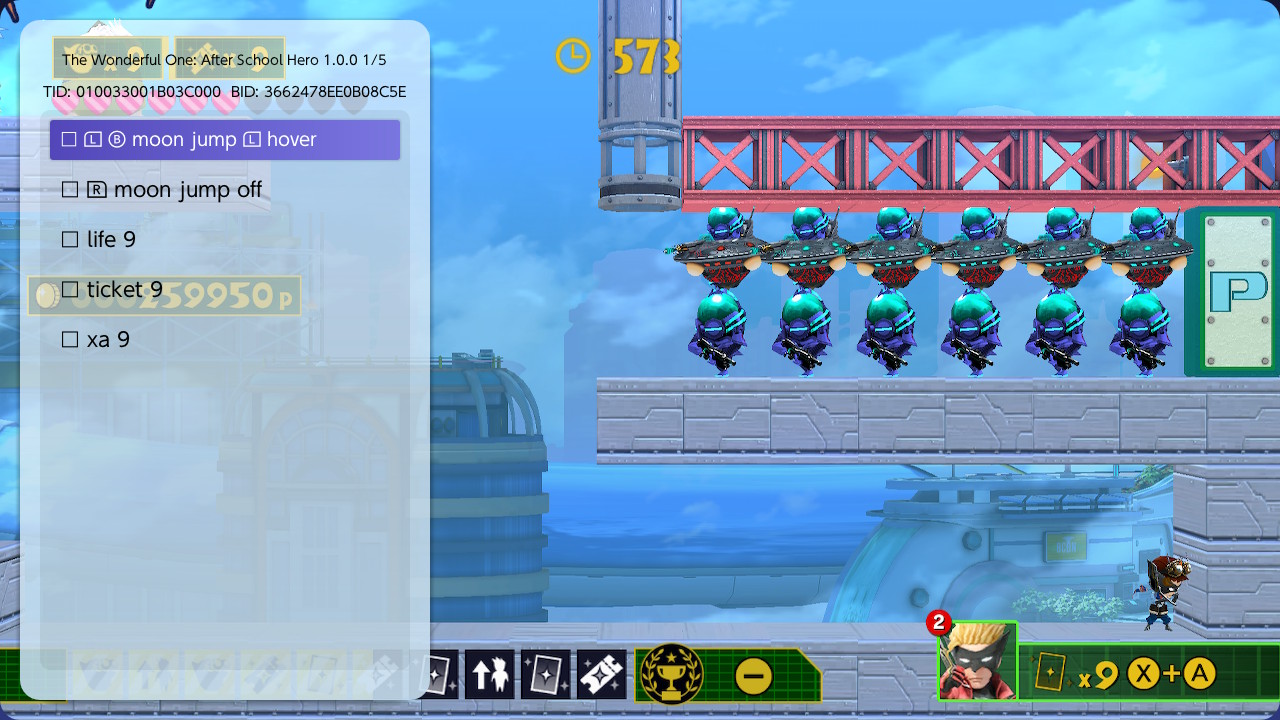 The Wonderful One: After School Hero 1.0.0 1/5
TID: 010033001B03C000 BID: 3662478EE0B08C5E
L B moon jump L hover
R moon jump off
life 9
ticket 9
xa 9
259950 P
573
P
2
x9 X+A